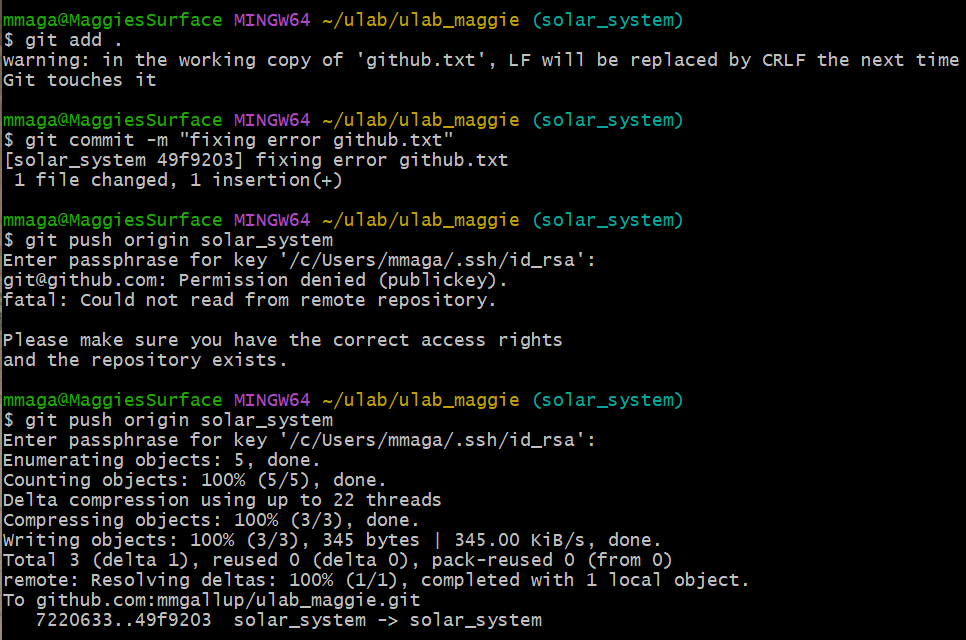 mmaga@MaggiesSurface MINGW64 ~/ulab/ulab_maggie (solar_system)
$ git add .
warning: in the working copy of 'github.txt', LF will be replaced by CRLF the next time
Git touches it
mmaga@MaggiesSurface MINGW64 ~/ulab/ulab_maggie (solar_system)
$ git commit -m "fixing error github.txt"
[solar_system 49f9203] fixing error github.txt
 1 file changed, 1 insertion(+)
mmaga@MaggiesSurface MINGW64 ~/ulab/ulab_maggie (solar_system)
$ git push origin solar_system
Enter passphrase for key '/c/Users/mmaga/.ssh/id_rsa':
git@github.com: Permission denied (publickey).
fatal: Could not read from remote repository.
Please make sure you have the correct access rights
and the repository exists.
mmaga@MaggiesSurface MINGW64 ~/ulab/ulab_maggie (solar_system)
$ git push origin solar_system
Enter passphrase for key '/c/Users/mmaga/.ssh/id_rsa':
Enumerating objects: 5, done.
Counting objects: 100% (5/5), done.
Delta compression using up to 22 threads
Compressing objects: 100% (3/3), done.
Writing objects: 100% (3/3), 345 bytes | 345.00 KiB/s, done.
Total 3 (delta 1), reused 0 (delta 0), pack-reused 0 (from 0)
remote: Resolving deltas: 100% (1/1), completed with 1 local object.
To github.com:mmgallup/ulab_maggie.git
   7220633..49f9203  solar_system -> solar_system